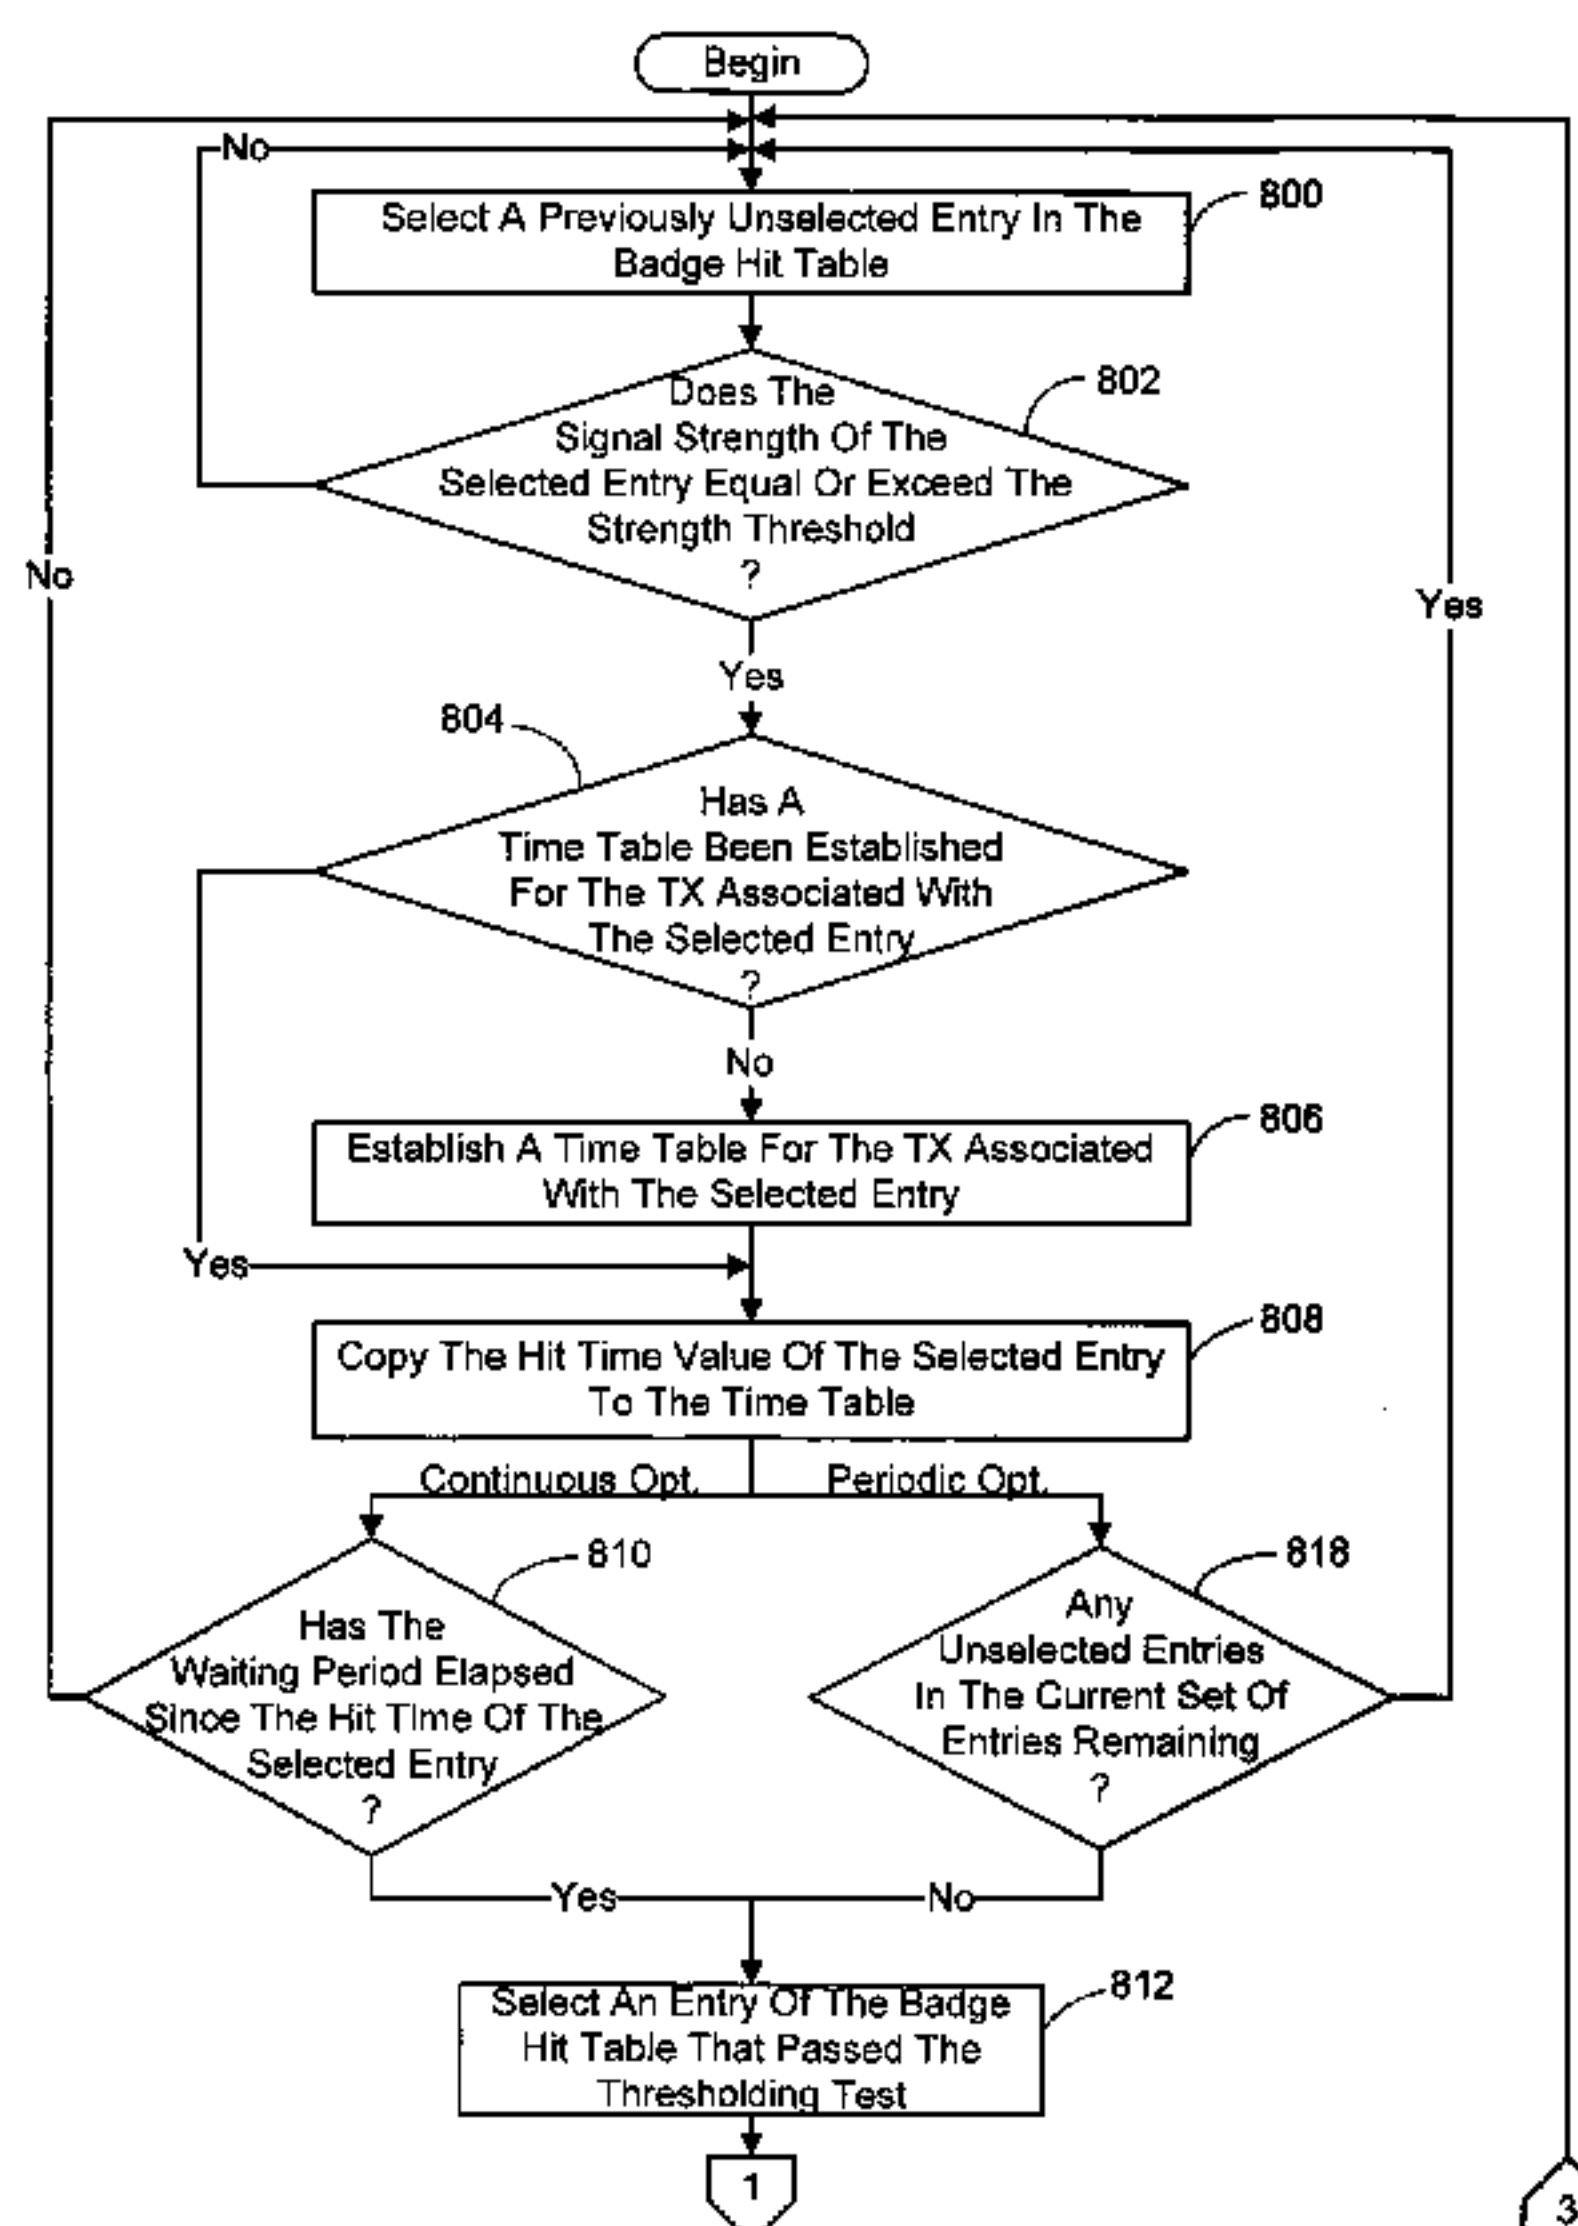 Begin
No
Select A Previously Unselected Entry In The
Badge Hit Table
800
Does The
Signal Strength Of The
Selected Entry Equal Or Exceed The
Strength Threshold
?
802
No
Yes
Yes
804
Has A
Time Table Been Established
For The TX Associated With
The Selected Entry
?
No
Establish A Time Table For The TX Associated
With The Selected Entry
806
Yes
Copy The Hit Time Value Of The Selected Entry
To The Time Table
808
Continuous Opt.
Periodic Opt.
810
Has The
Waiting Period Elapsed
Since The Hit Time Of The
Selected Entry
?
818
Any
Unselected Entries
In The Current Set Of
Entries Remaining
?
Yes
No
Select An Entry Of The Badge
Hit Table That Passed The
Thresholding Test
812
1
3